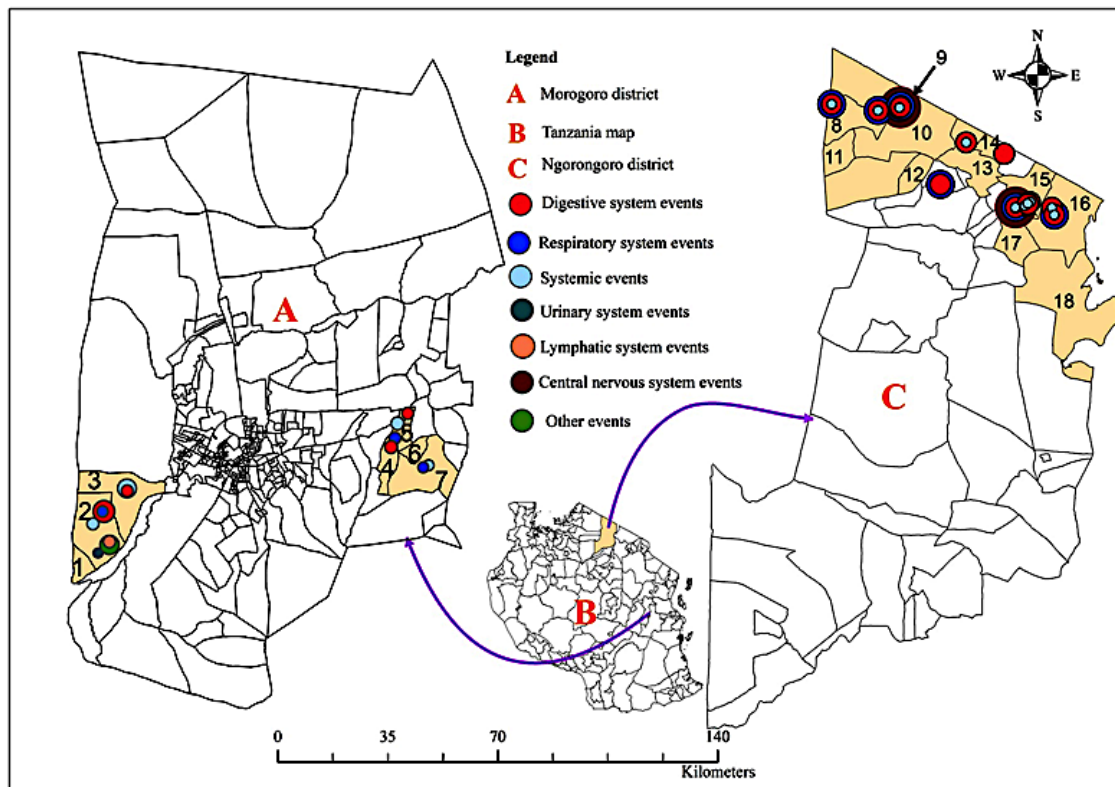 Legend
A Morogoro district
B Tanzania map
C Ngorongoro district
Digestive system events
Respiratory system events
Systemic events
Urinary system events
Lymphatic system events
Central nervous system events
Other events
N
W E
S
9
8
10
14
11
13
12
15
16
17
18
A
C
B
3
2
1
5
4
6
7
0 35 70 140
Kilometers